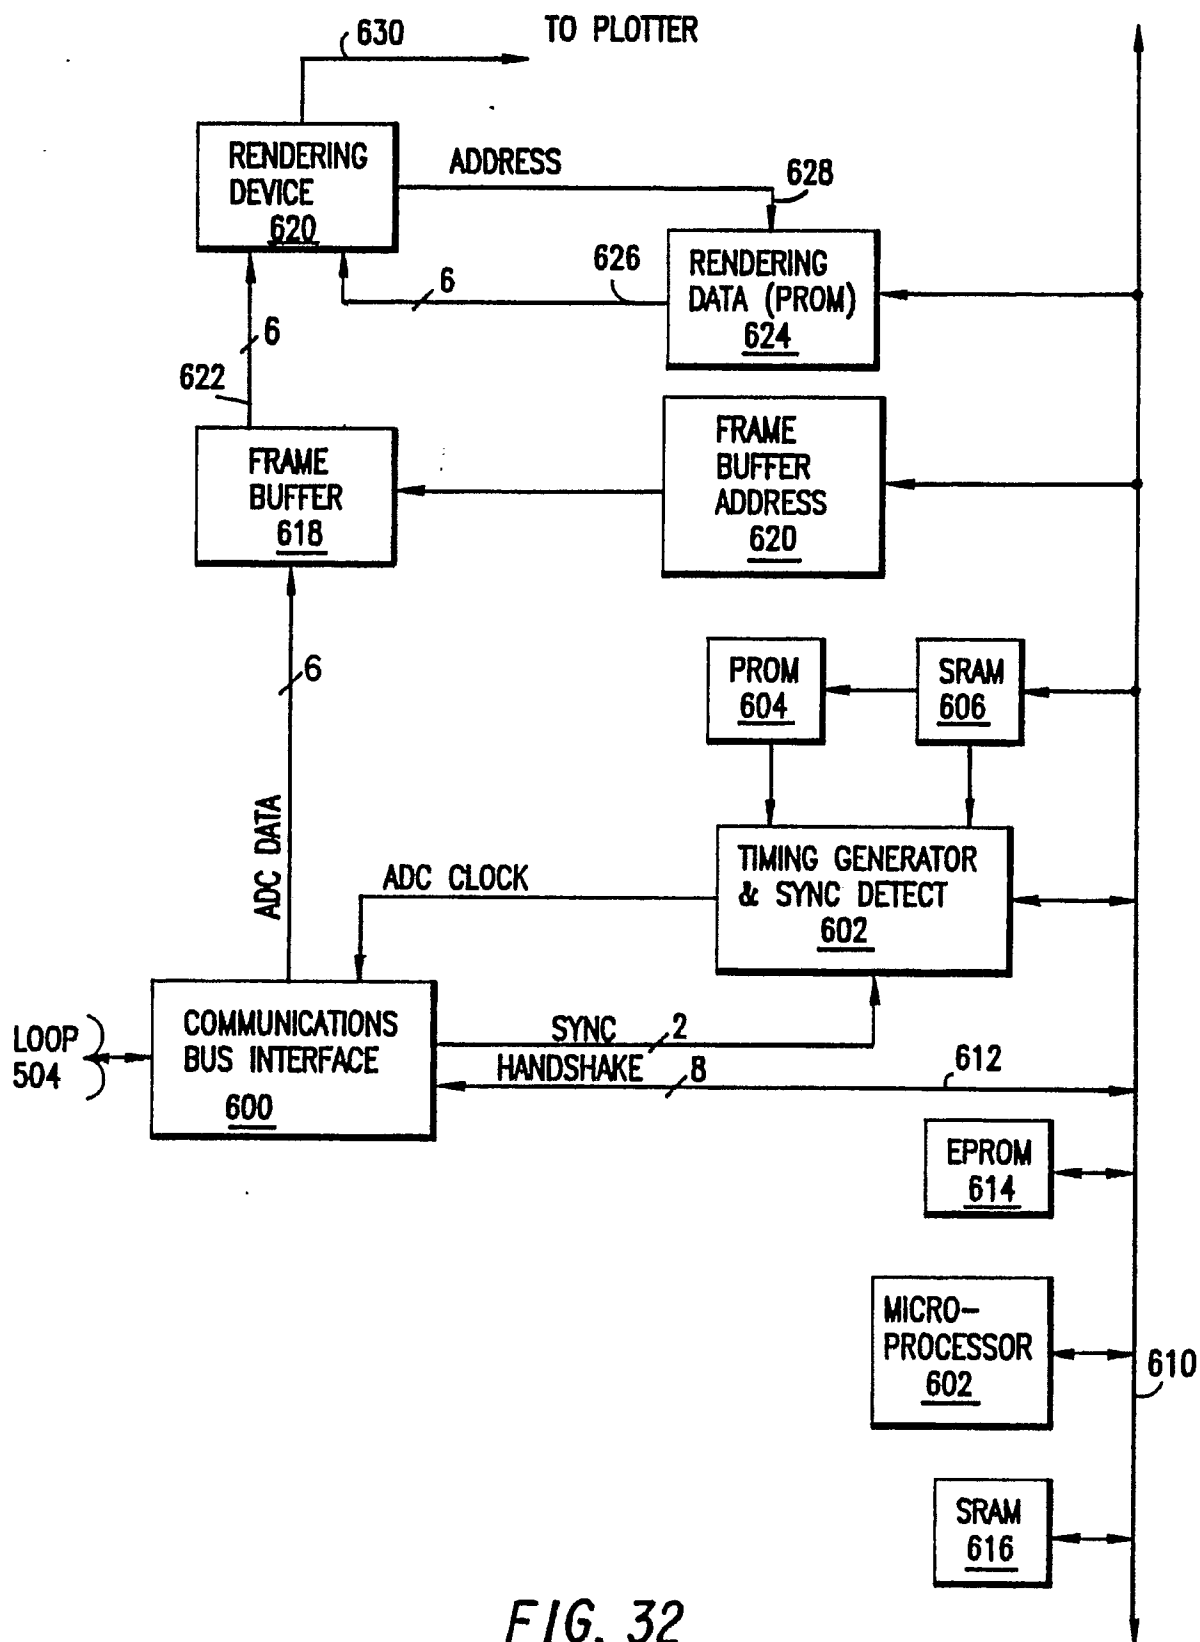 630
TO PLOTTER
RENDERING
DEVICE
620
ADDRESS
628
RENDERING
DATA (PROM)
624
626
6
6
622
FRAME
BUFFER
618
FRAME
BUFFER
ADDRESS
620
6
PROM
604
SRAM
606
ADC DATA
ADC CLOCK
TIMING GENERATOR
& SYNC DETECT
602
LOOP
504
COMMUNICATIONS
BUS INTERFACE
600
SYNC
2
HANDSHAKE
8
612
EPROM
614
MICRO-
PROCESSOR
602
610
SRAM
616
FIG. 32